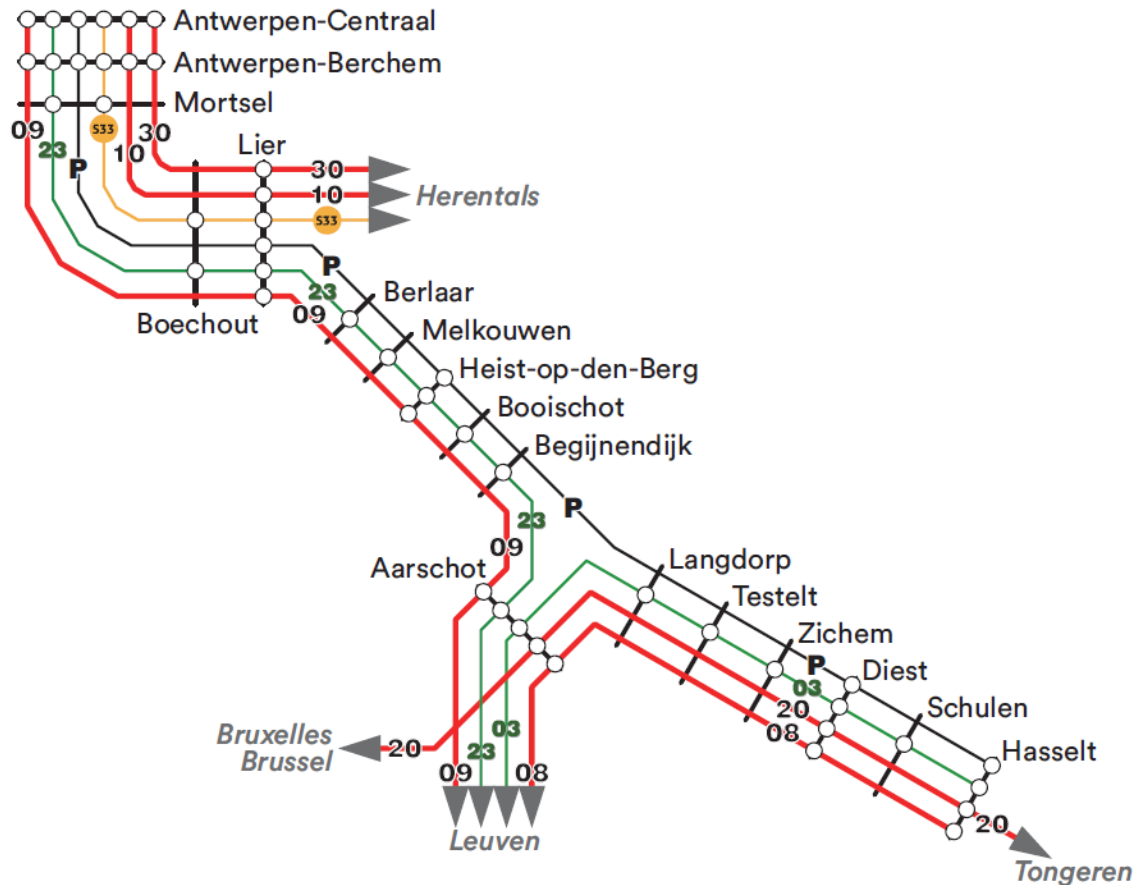 Antwerpen-Centraal
Antwerpen-Berchem
Mortsel
09
23
P
S33
10
30
Lier
30
10
S33
Herentals
Boechout
P
23
09
Berlaar
Melkouwen
Heist-op-den-Berg
Booischot
Begijnendijk
P
23
09
Aarschot
Langdorp
Testelt
Zichem
P
Diest
03
20
08
Schulen
Hasselt
Bruxelles
Brussel
20
09
23
03
08
Leuven
20
Tongeren